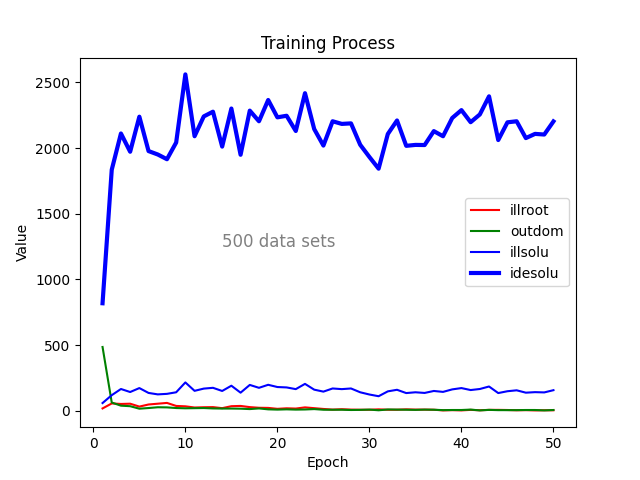 Training Process
Value
2500
2000
1500
1000
500
0
500 data sets
illroot
outdom
illsolu
idesolu
0 10 20 30 40 50
Epoch